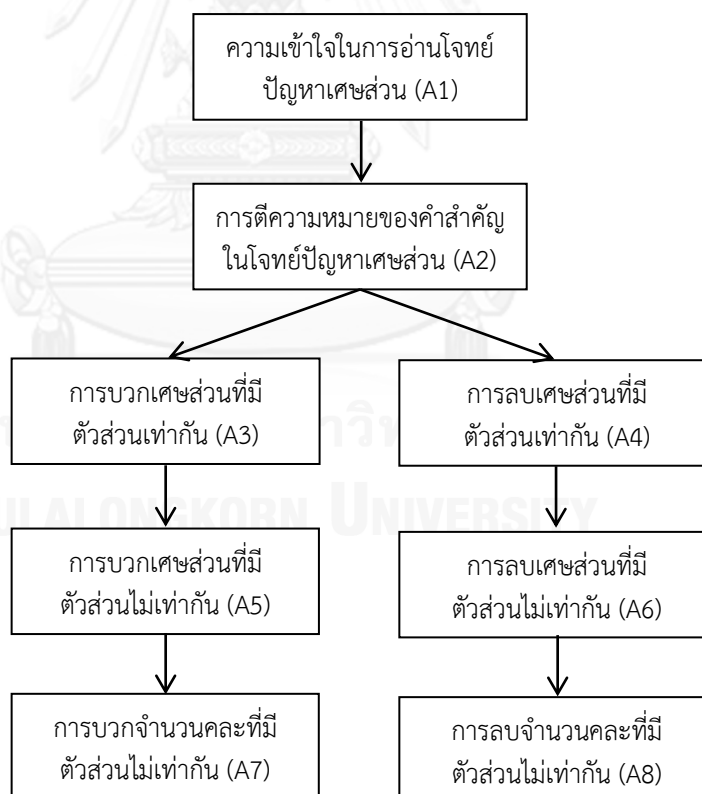 ความเข้าใจในการอ่านโจทย์
ปัญหาเศษส่วน (A1)
การตีความหมายของคำสำคัญ
ในโจทย์ปัญหาเศษส่วน (A2)
การบวกเศษส่วนที่มี
ตัวส่วนเท่ากัน (A3)
การลบเศษส่วนที่มี
ตัวส่วนเท่ากัน (A4)
การบวกเศษส่วนที่มี
ตัวส่วนไม่เท่ากัน (A5)
การลบเศษส่วนที่มี
ตัวส่วนไม่เท่ากัน (A6)
การบวกจำนวนคละที่มี
ตัวส่วนไม่เท่ากัน (A7)
การลบจำนวนคละที่มี
ตัวส่วนไม่เท่ากัน (A8)
UNIVERSITY